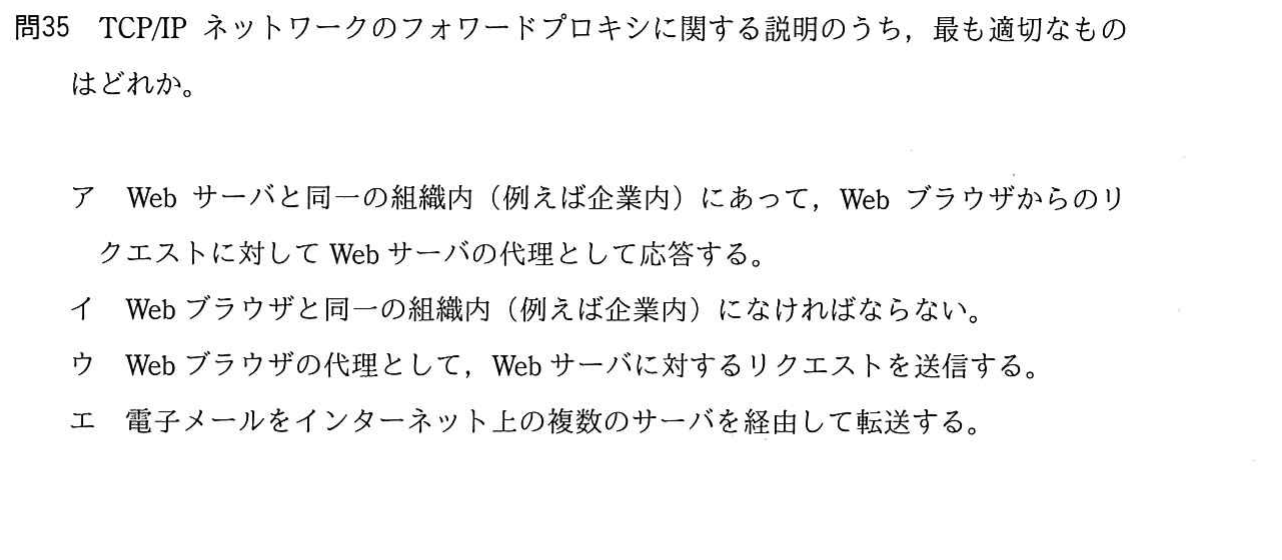 問35 TCP/IP ネットワークのフォワードプロキシに関する説明のうち，最も適切なもの
はどれか。
ア Web サーバと同一の組織内（例えば企業内）にあって，Web ブラウザからのリ
クエストに対して Web サーバの代理として応答する。
イ Web ブラウザと同一の組織内（例えば企業内）になければならない。
ウ Web ブラウザの代理として，Web サーバに対するリクエストを送信する。
エ 電子メールをインターネット上の複数のサーバを経由して転送する。